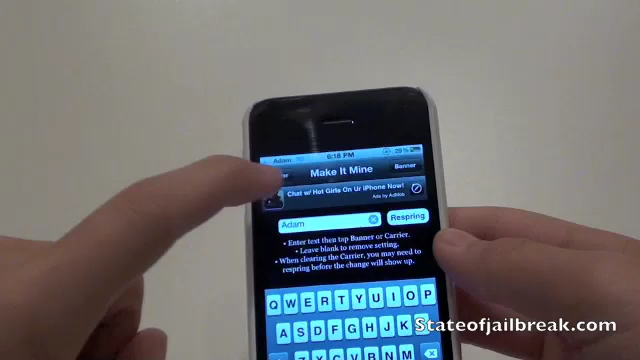 Adam 3G 6:18 PM 29%
Make It Mine Banner
Chat w/ Hot Girls On Ur iPhone Now!
Ads by AdMob
Adam Respring
• Enter text then tap Banner or Carrier.
• Leave blank to remove setting.
• When clearing the Carrier, you may need to
respring before the change will show up.
Q W E R T Y U I O P
A S D F G H J K
Z X C V B N M
Stateofjailbreak.com